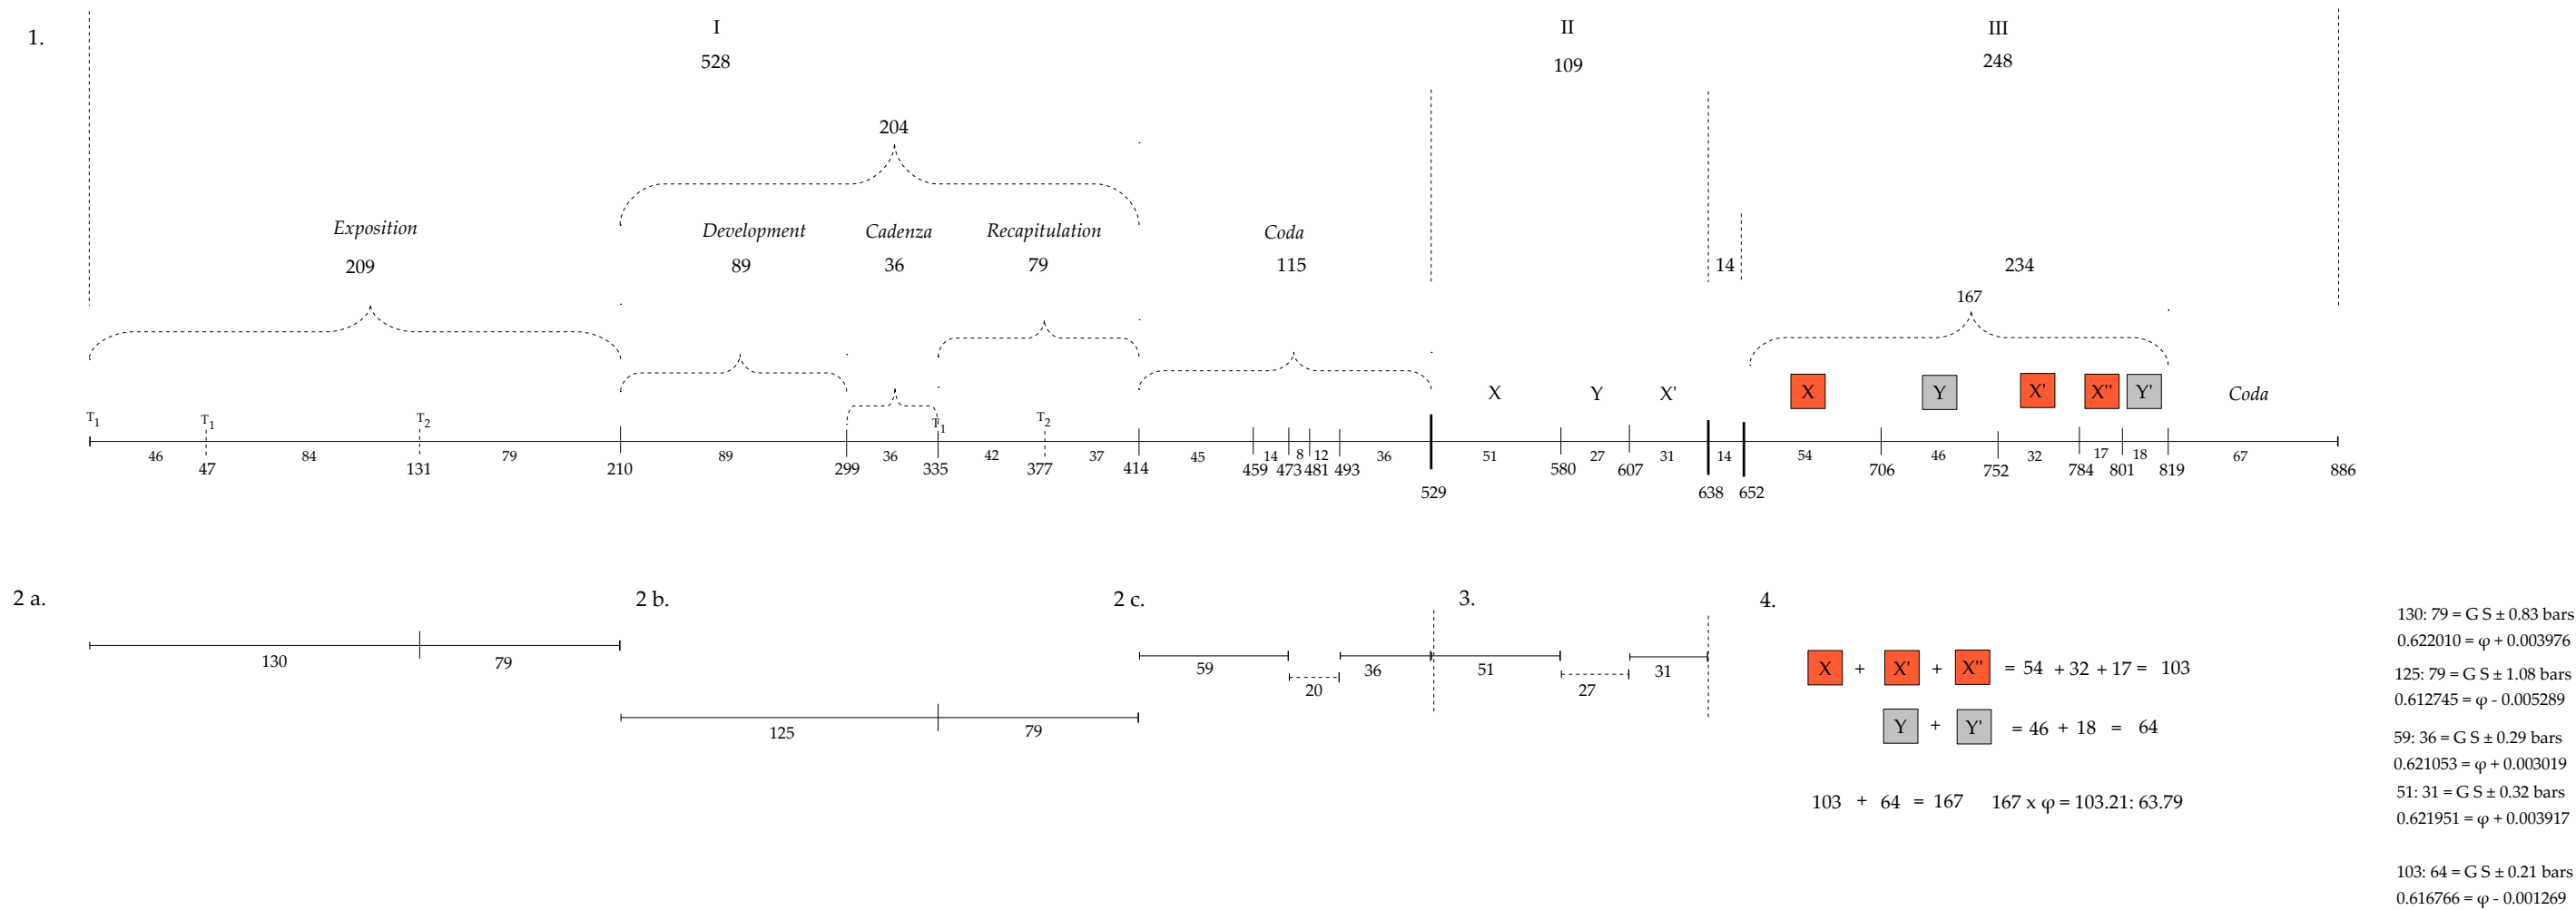 1.
I
II
III
528
109
248
204
Exposition
Development
Cadenza
Recapitulation
Coda
209
89
36
79
115
14
234
167
X
Y
X'
X
Y
X'
X''
Y'
Coda
T1
T1
T2
T1
T2
46
84
79
89
36
42
37
45
14
8
12
36
51
27
31
14
54
46
32
17
18
67
47
131
210
299
335
377
414
459
473
481
493
529
580
607
638
652
706
752
784
801
819
886
2 a.
130
79
2 b.
125
79
2 c.
59
20
36
3.
51
27
31
4.
X + X' + X'' = 54 + 32 + 17 = 103
Y + Y' = 46 + 18 = 64
103 + 64 = 167 167 x φ = 103.21: 63.79
130: 79 = G S ± 0.83 bars
0.622010 = φ + 0.003976
125: 79 = G S ± 1.08 bars
0.612745 = φ - 0.005289
59: 36 = G S ± 0.29 bars
0.621053 = φ + 0.003019
51: 31 = G S ± 0.32 bars
0.621951 = φ + 0.003917
103: 64 = G S ± 0.21 bars
0.616766 = φ - 0.001269